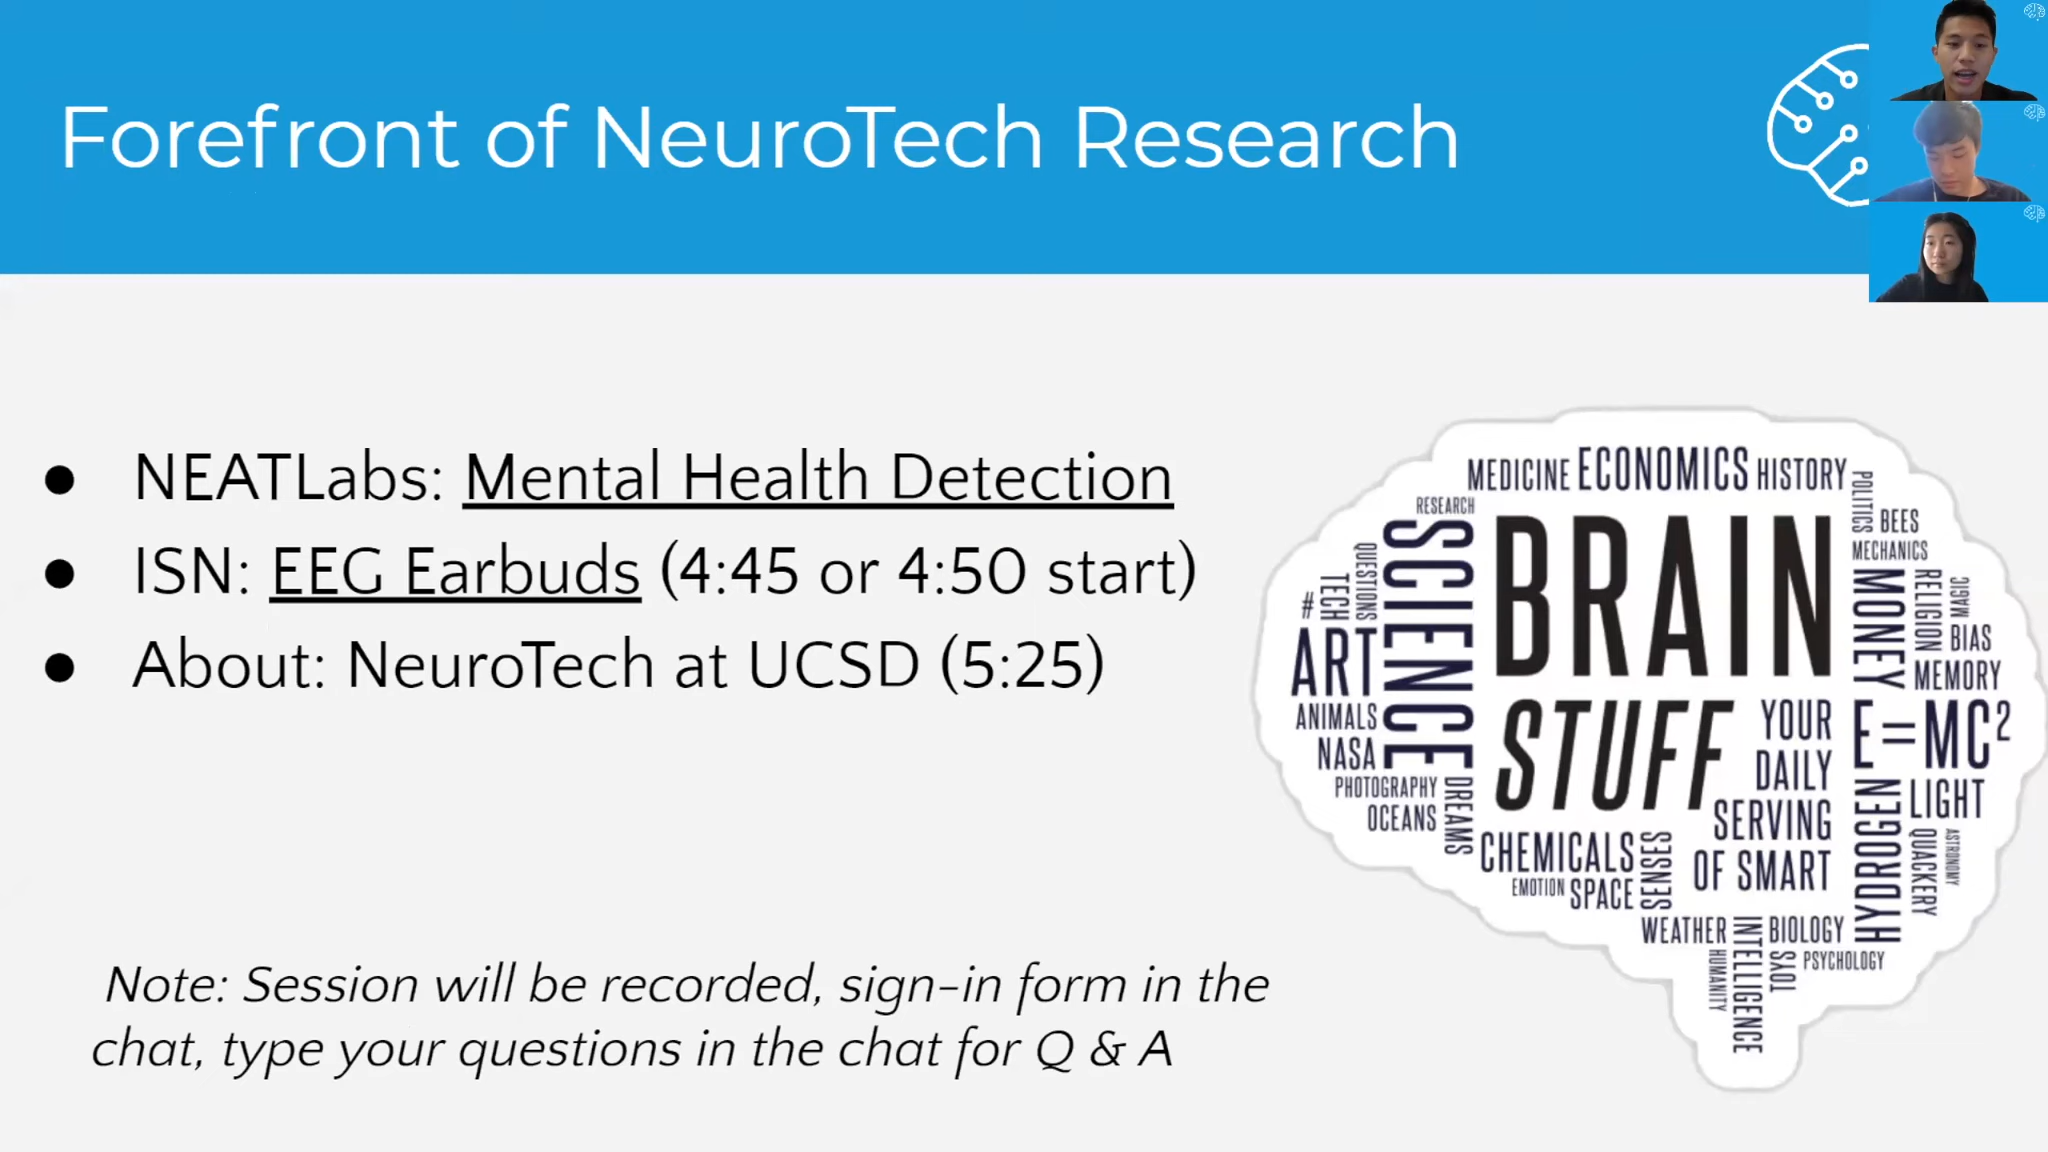 Forefront of NeuroTech Research
● NEATLabs: Mental Health Detection
● ISN: EEG Earbuds (4:45 or 4:50 start)
● About: NeuroTech at UCSD (5:25)
Note: Session will be recorded, sign-in form in the
chat, type your questions in the chat for Q & A
MEDICINE ECONOMICS HISTORY
POLITICS
RESEARCH
SCIENCE
BRAIN
STUFF
BEES
MECHANICS
QUESTIONS
TECH
#
ART
ANIMALS
NASA
PHOTOGRAPHY
OCEANS
DREAMS
MONEY
RELIGION
MAGIC
BIAS
MEMORY
YOUR
DAILY
SERVING
OF SMART
E=MC²
LIGHT
HYDROGEN
QUACKERY
ASTRONOMY
CHEMICALS
SENSES
EMOTION
SPACE
WEATHER
INTELLIGENCE
BIOLOGY
HUMANITY
TOYS
PSYCHOLOGY